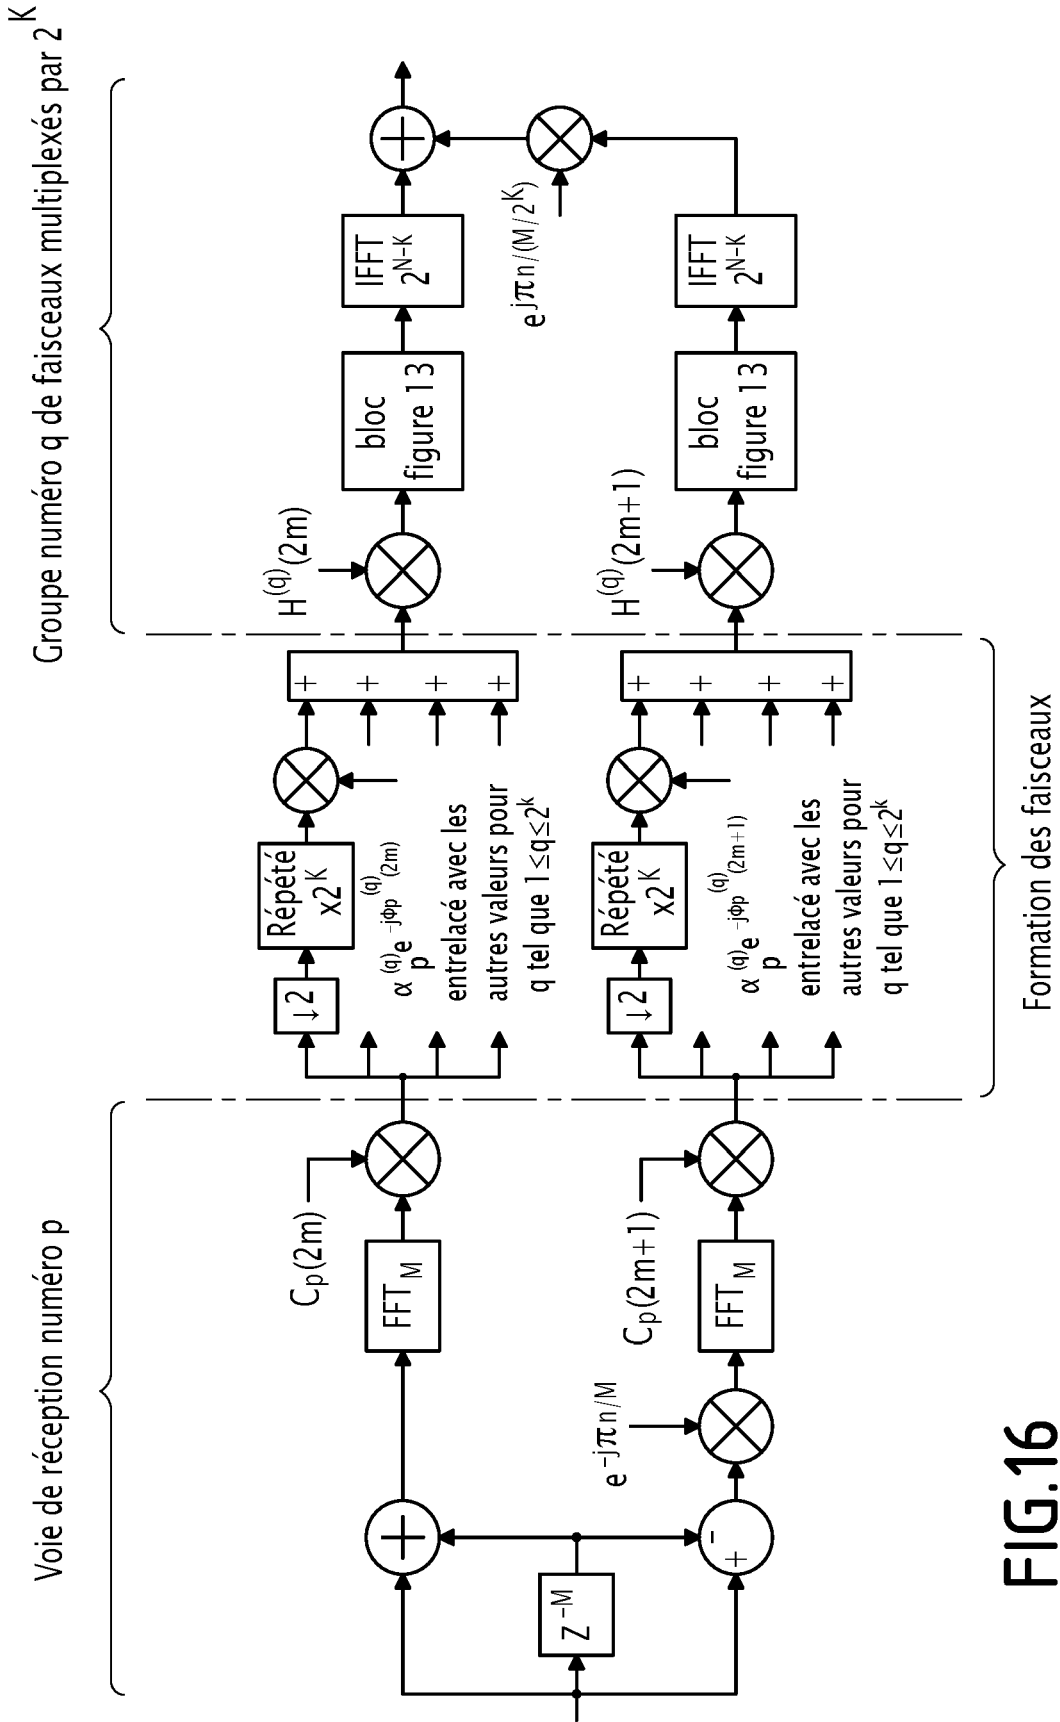 Voie de réception numéro p
Groupe numéro q de faisceaux multiplexés par 2^K
Z^-M
+
FFT_M
C_p(2m)
↓2
Répété
x2^K
α_p^(q) e^-jΦp^(q)(2m)
entrelacé avec les
autres valeurs pour
q tel que 1≤q≤2^k
+
+
+
+
H^(q)(2m)
bloc
figure 13
IFFT
2^N-K
+
e^jπn/(M/2^K)
+ -
e^-jπn/M
FFT_M
C_p(2m+1)
↓2
Répété
x2^K
α_p^(q) e^-jΦp^(q)(2m+1)
entrelacé avec les
autres valeurs pour
q tel que 1≤q≤2^k
+
+
+
+
H^(q)(2m+1)
bloc
figure 13
IFFT
2^N-K
Formation des faisceaux
FIG.16